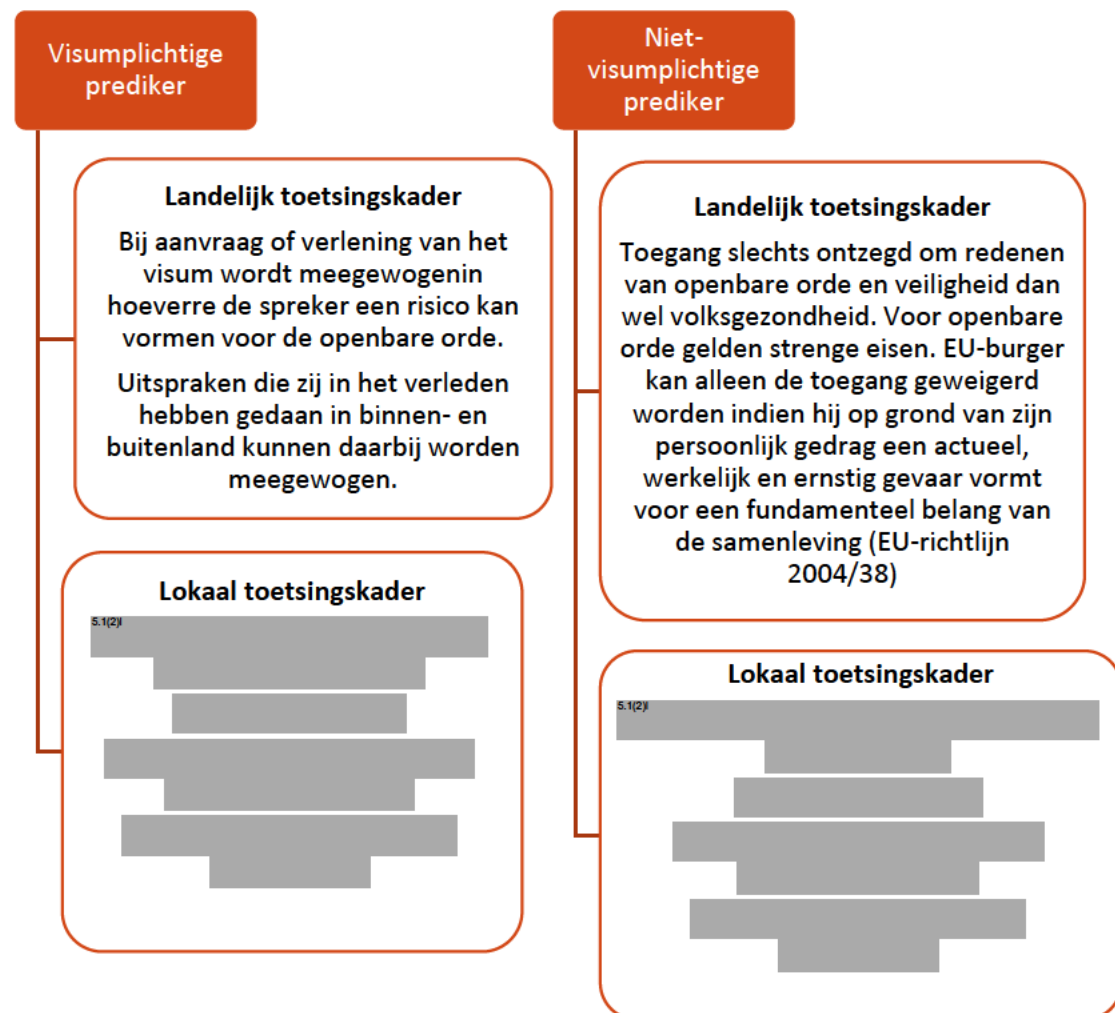 Visumplichtige
prediker
Landelijk toetsingskader
Bij aanvraag of verlening van het
visum wordt meegewogenin
hoeverre de spreker een risico kan
vormen voor de openbare orde.
Uitspraken die zij in het verleden
hebben gedaan in binnen- en
buitenland kunnen daarbij worden
meegewogen.
Lokaal toetsingskader
5.1(2)i
Niet-
visumplichtige
prediker
Landelijk toetsingskader
Toegang slechts ontzegd om redenen
van openbare orde en veiligheid dan
wel volksgezondheid. Voor openbare
orde gelden strenge eisen. EU-burger
kan alleen de toegang geweigerd
worden indien hij op grond van zijn
persoonlijk gedrag een actueel,
werkelijk en ernstig gevaar vormt
voor een fundamenteel belang van
de samenleving (EU-richtlijn
2004/38)
Lokaal toetsingskader
5.1(2)i